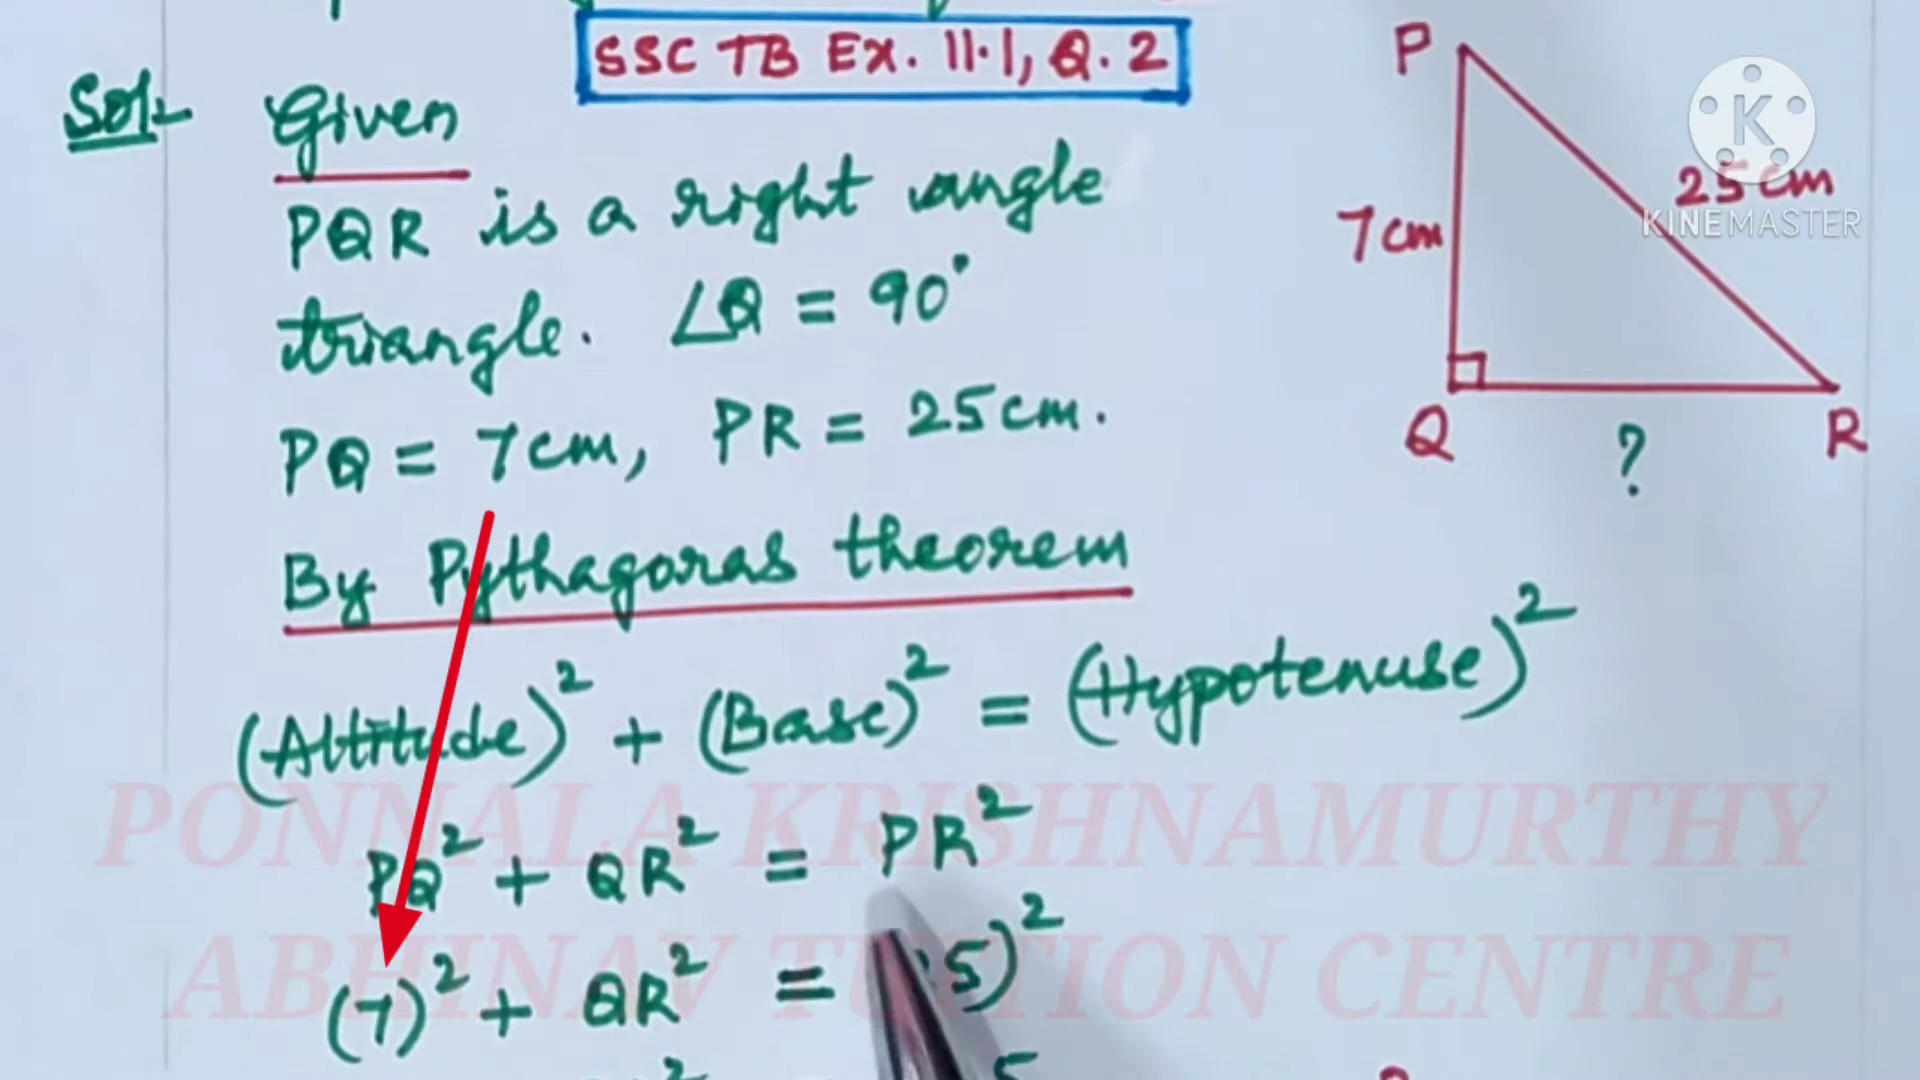 SSC TB Ex. 11.1, Q. 2
Sol:- Given
PQR is a right angle
triangle. ∠Q = 90°
PQ = 7cm, PR = 25cm.
By Pythagoras theorem
(Altitude)² + (Base)² = (Hypotenuse)²
PQ² + QR² = PR²
(7)² + QR² = 5)²
P
K
25cm
KINEMASTER
7cm
Q
?
R
PONNALA KRISHNAMURTHY
ABHINAV TUITION CENTRE